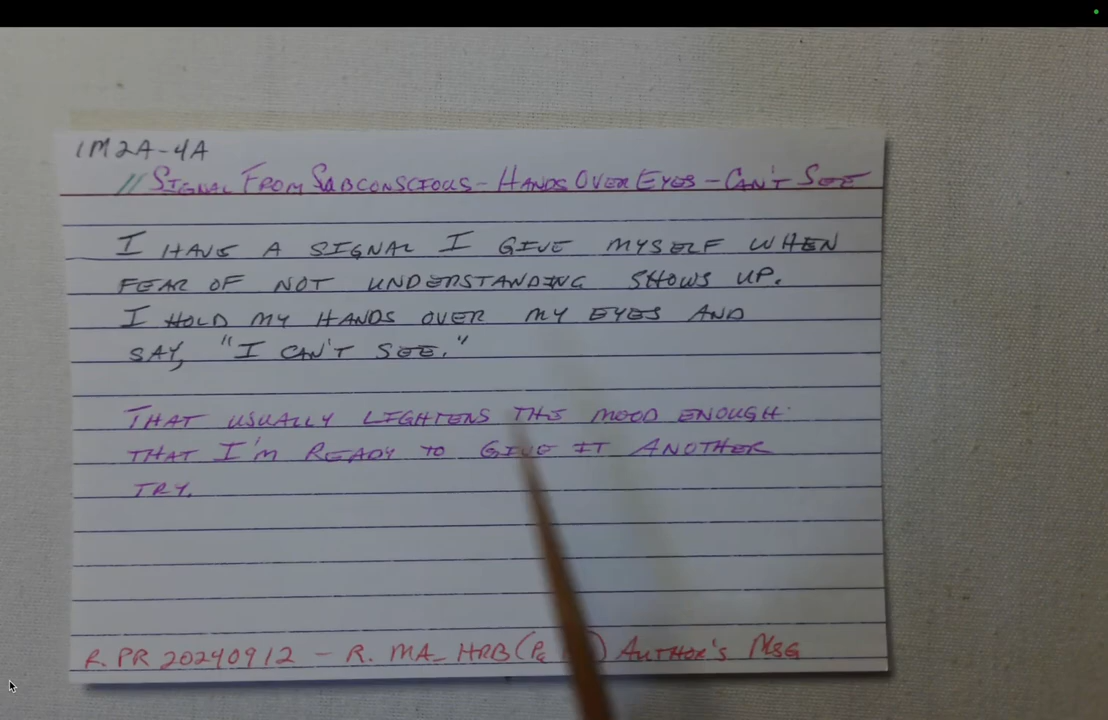 1M2A-4A
// SIGNAL FROM SUBCONSCIOUS - HANDS OVER EYES - CAN'T SEE
I HAVE A SIGNAL I GIVE MYSELF WHEN
FEAR OF NOT UNDERSTANDING SHOWS UP.
I HOLD MY HANDS OVER MY EYES AND
SAY, "I CAN'T SEE."
THAT USUALLY LIGHTENS THE MOOD ENOUGH
THAT I'M READY TO GIVE IT ANOTHER
TRY.
R. PR 20240912 - R. MA_ HRB (PG ) AUTHOR'S MSG